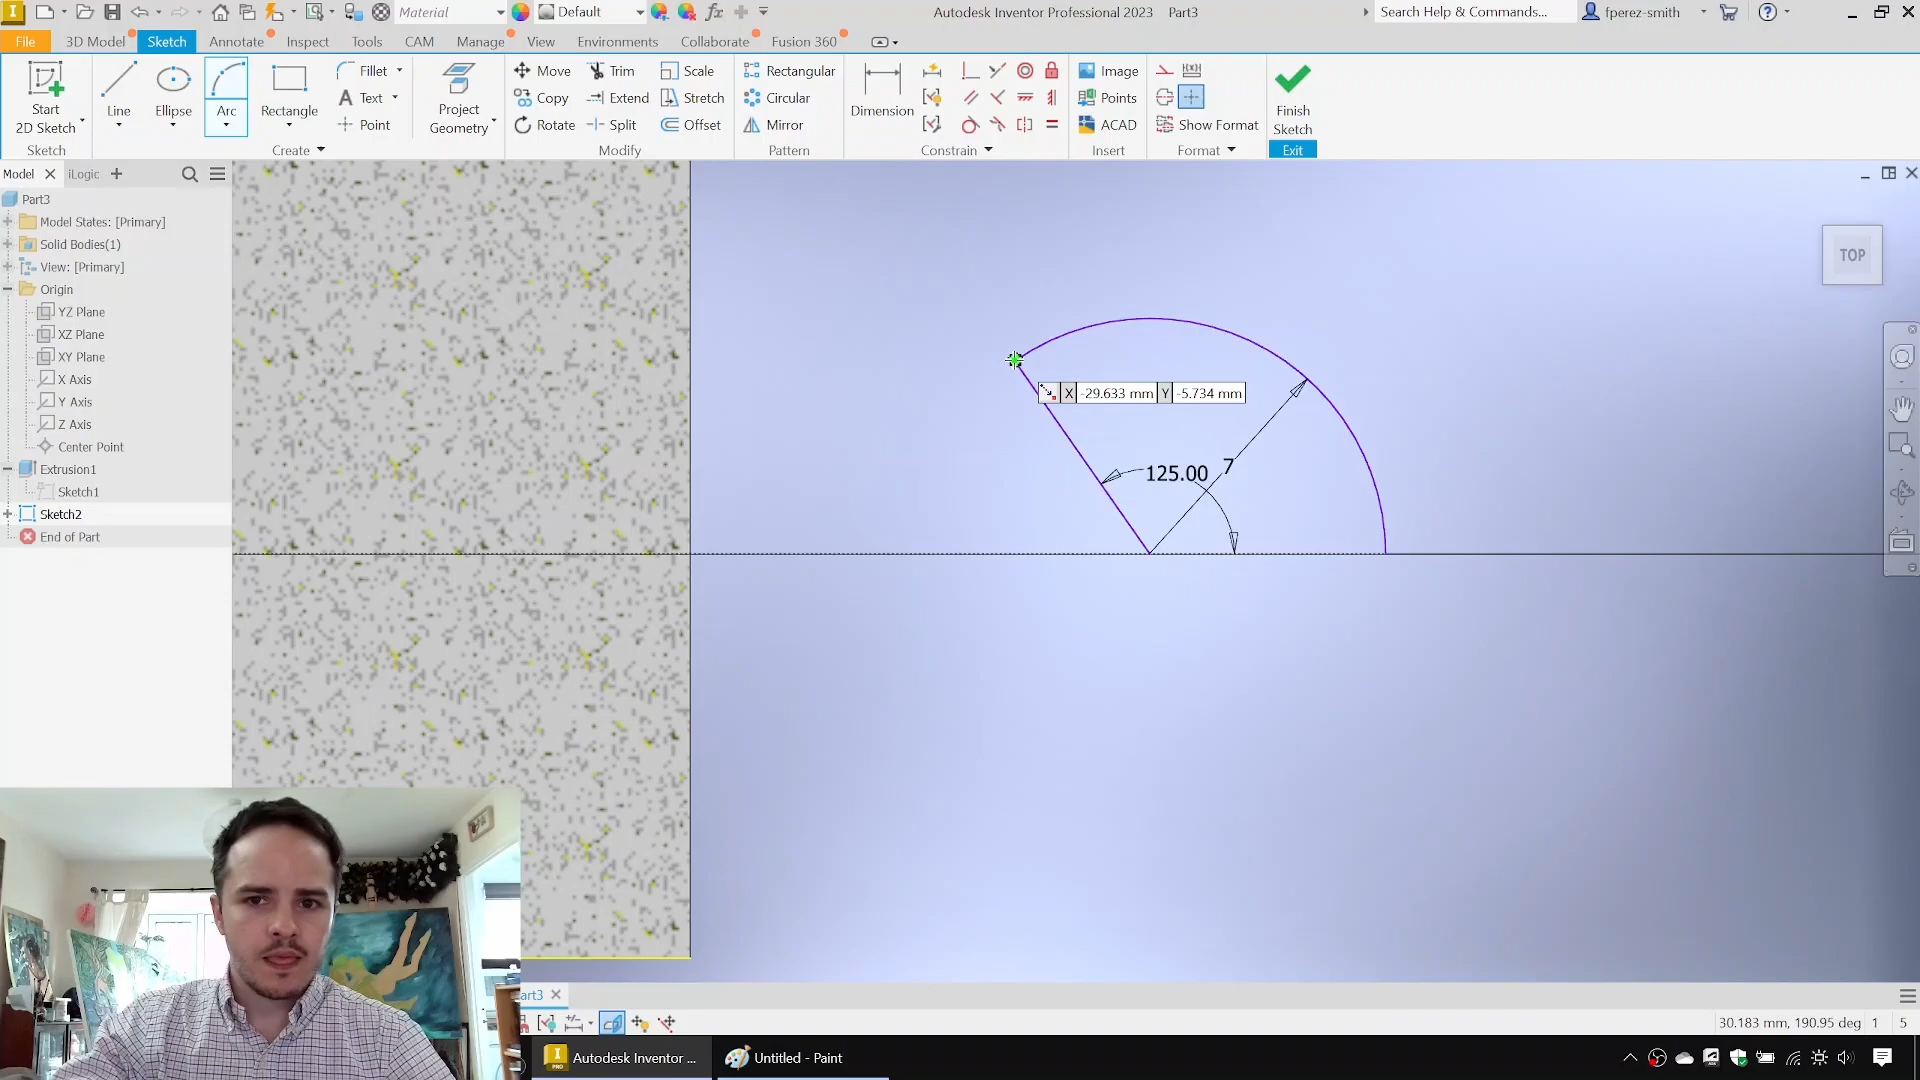 Material
Default
Autodesk Inventor Professional 2023 Part3
Search Help & Commands...
fperez-smith
File
3D Model
Sketch
Annotate
Inspect
Tools
CAM
Manage
View
Environments
Collaborate
Fusion 360
Start
2D Sketch
Line
Ellipse
Arc
Rectangle
Fillet
Text
Point
Project
Geometry
Move
Copy
Rotate
Trim
Extend
Split
Scale
Stretch
Offset
Rectangular
Circular
Mirror
Dimension
Image
Points
ACAD
Show Format
Finish
Sketch
Sketch
Create
Modify
Pattern
Constrain
Insert
Format
Exit
Model
iLogic
Part3
Model States: [Primary]
Solid Bodies(1)
View: [Primary]
Origin
YZ Plane
XZ Plane
XY Plane
X Axis
Y Axis
Z Axis
Center Point
Extrusion1
Sketch1
Sketch2
End of Part
TOP
X -29.633 mm Y -5.734 mm
125.00
7
art3
30.183 mm, 190.95 deg 1 5
Autodesk Inventor ...
Untitled - Paint